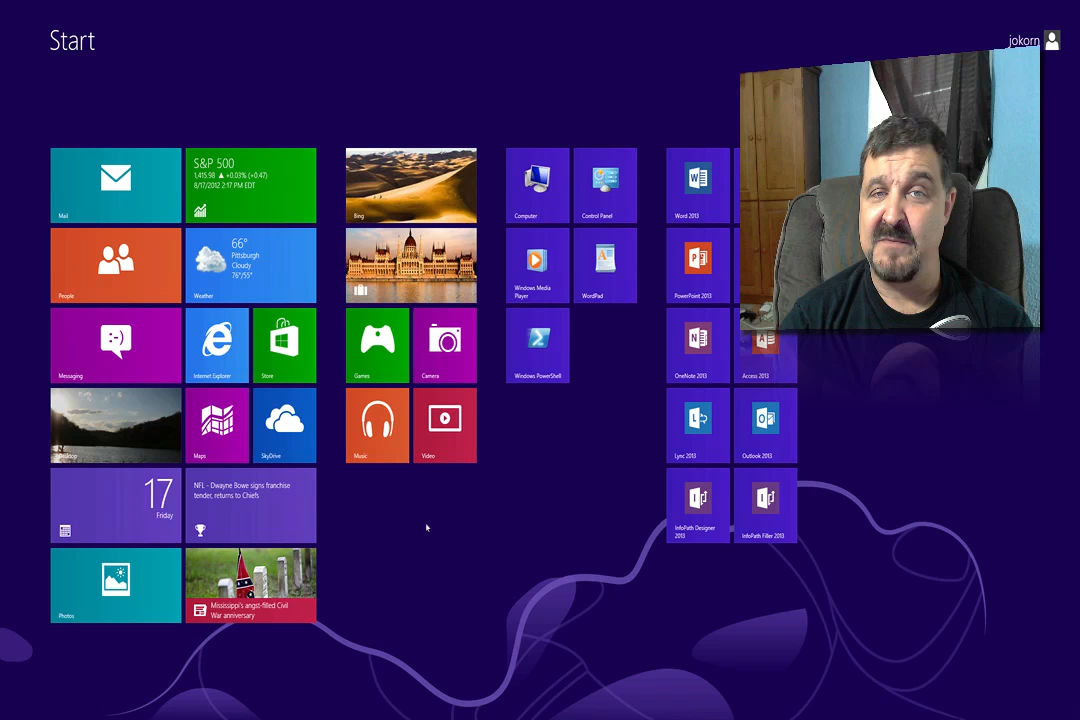 Start
jokorn
Mail
S&P 500
1,415.98 ▲ +0.03% (+0.47)
8/17/2012 2:17 PM EDT
Bing
Computer
Control Panel
Word 2013
People
66°
Pittsburgh
Cloudy
76°/55°
Weather
Windows Media
Player
WordPad
PowerPoint 2013
Messaging
Internet Explorer
Store
Games
Camera
Windows PowerShell
OneNote 2013
Access 2013
Desktop
Maps
SkyDrive
Music
Video
Lync 2013
Outlook 2013
17
Friday
NFL - Dwayne Bowe signs franchise
tender, returns to Chiefs
InfoPath Designer
2013
InfoPath Filler 2013
Photos
Mississippi's angst-filled Civil
War anniversary